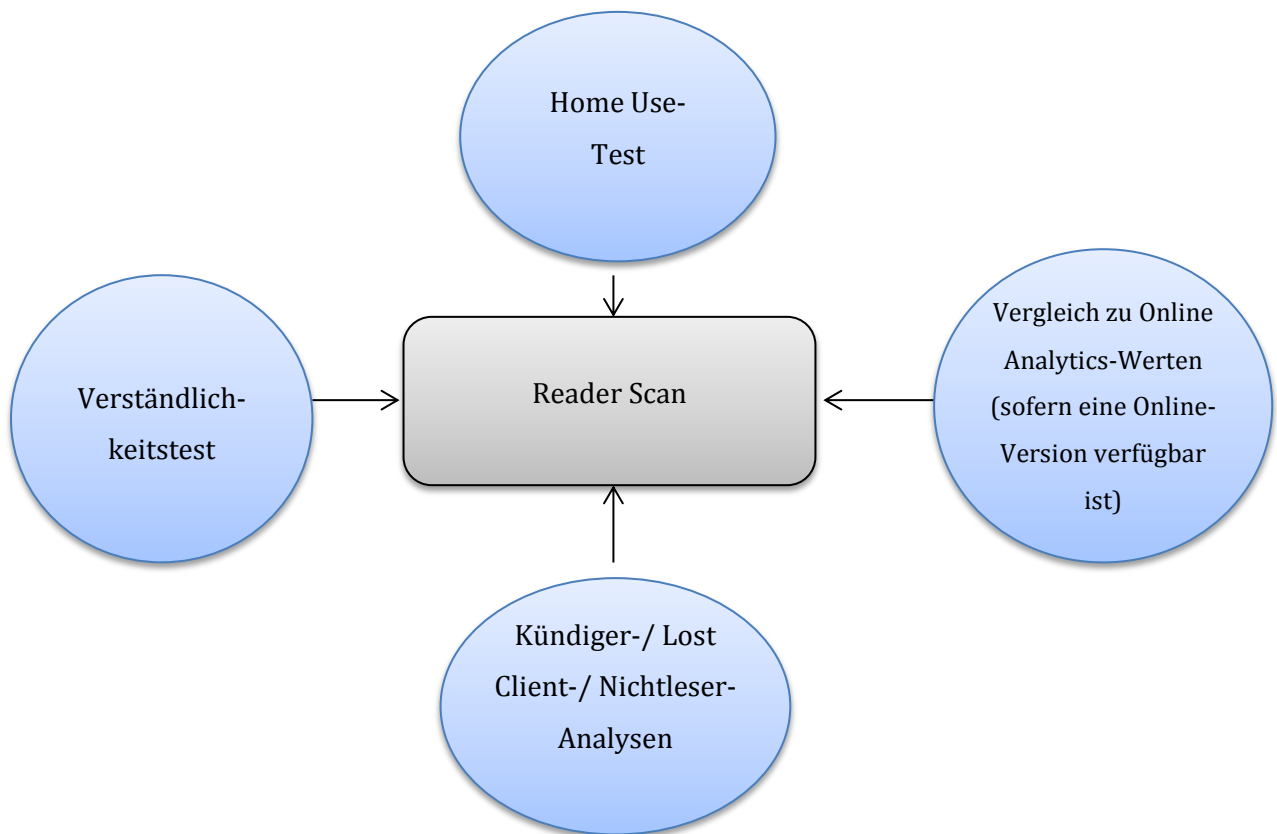 Home Use-
Test
Verständlich-
keitstest
Reader Scan
Vergleich zu Online
Analytics-Werten
(sofern eine Online-
Version verfügbar
ist)
Kündiger-/ Lost
Client-/ Nichtleser-
Analysen